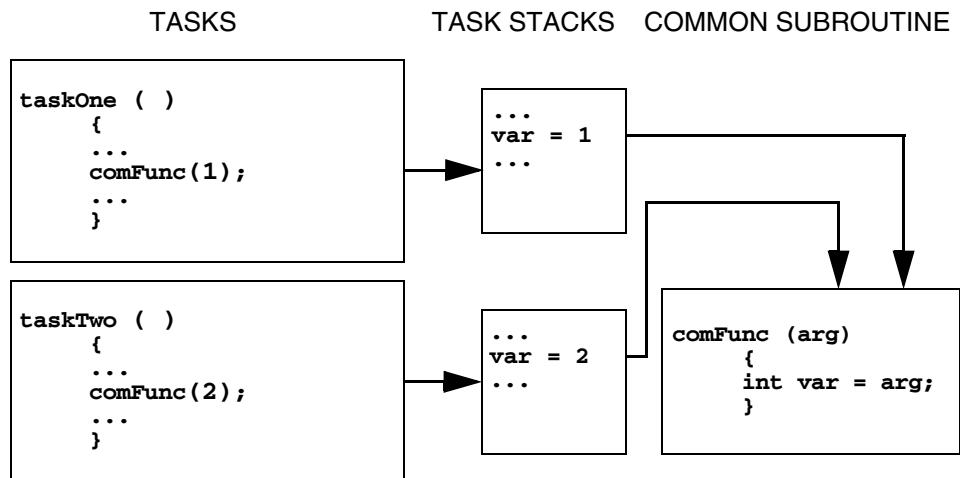 TASKS
TASK STACKS
COMMON SUBROUTINE
taskOne ( )
{
...
comFunc(1);
...
}
...
var = 1
...
taskTwo ( )
{
...
comFunc(2);
...
}
...
var = 2
...
comFunc (arg)
{
int var = arg;
}